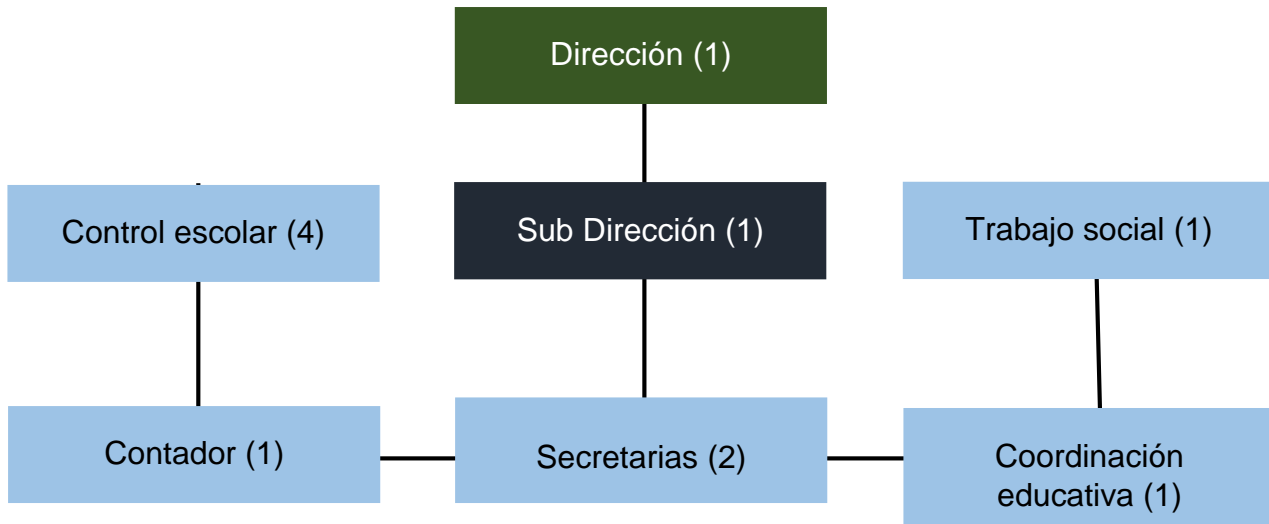 Dirección (1)
Control escolar (4)
Sub Dirección (1)
Trabajo social (1)
Contador (1)
Secretarias (2)
Coordinación
educativa (1)